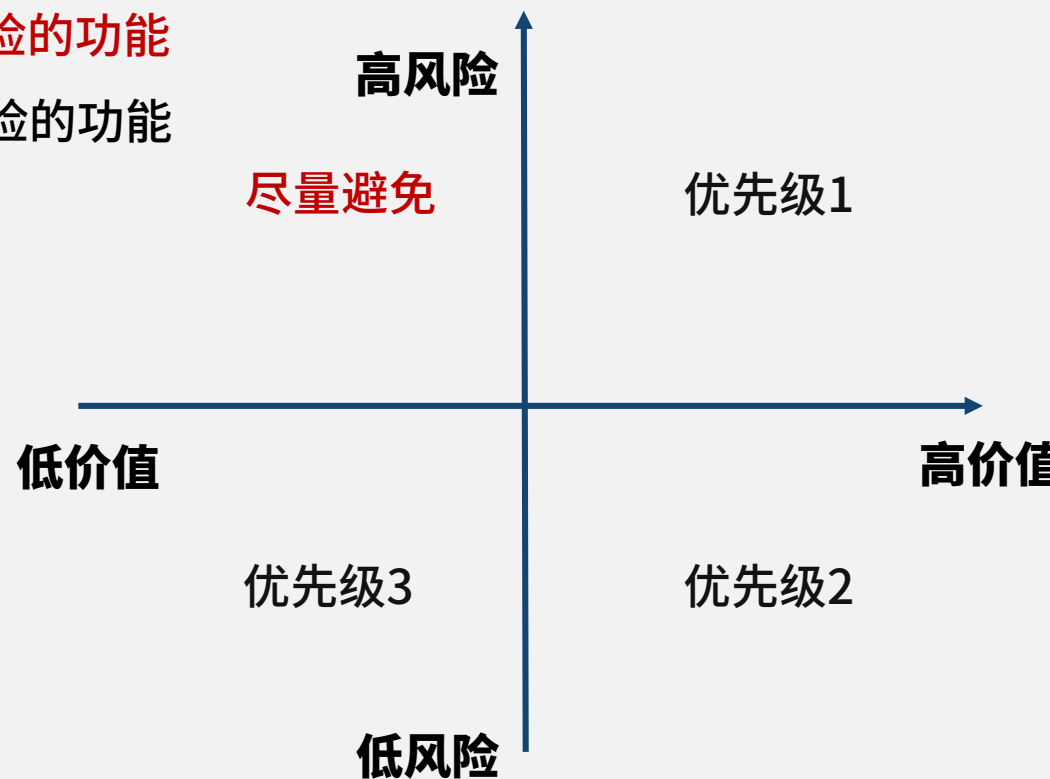 险的功能
高风险
险的功能
尽量避免
优先级1
低价值
高价值
优先级3
优先级2
低风险